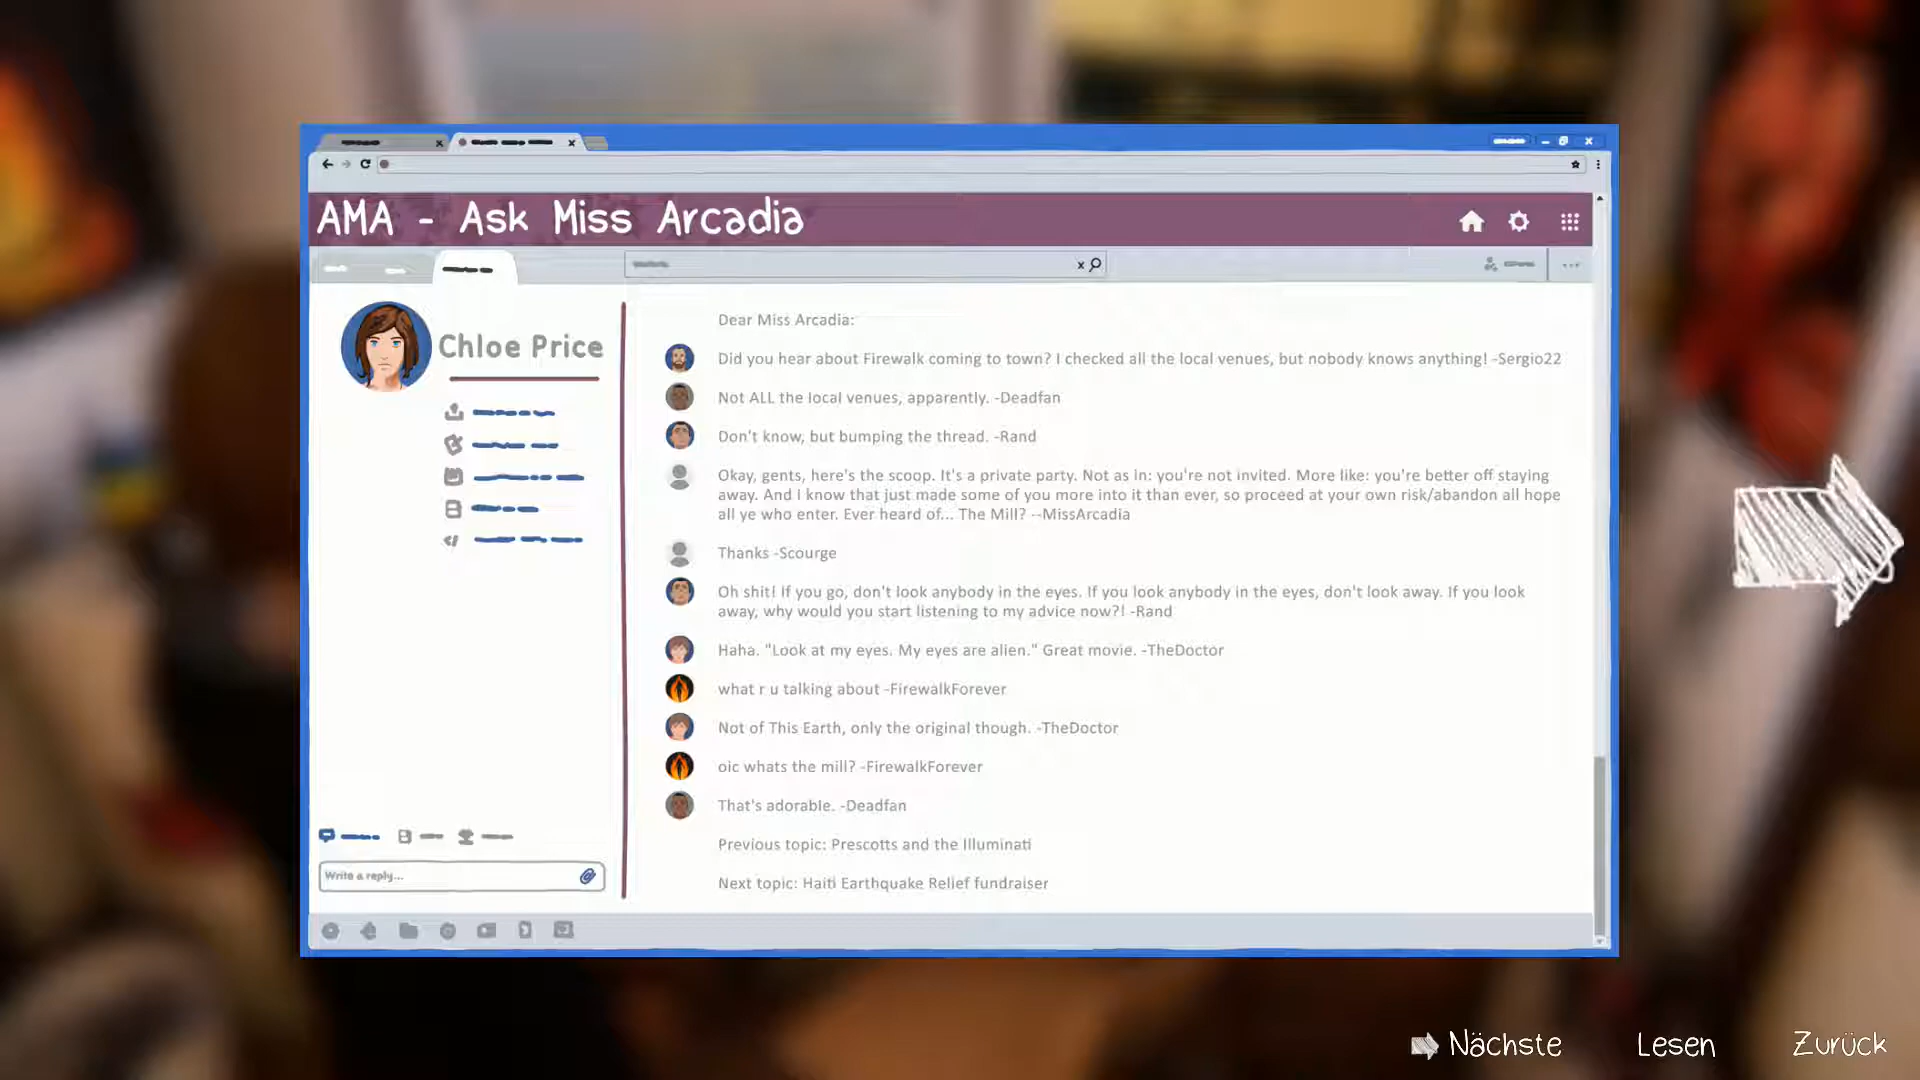 AMA - Ask Miss Arcadia
Chloe Price
Dear Miss Arcadia:
Did you hear about Firewalk coming to town? I checked all the local venues, but nobody knows anything! -Sergio22
Not ALL the local venues, apparently. -Deadfan
Don't know, but bumping the thread. -Rand
Okay, gents, here's the scoop. It's a private party. Not as in: you're not invited. More like: you're better off staying
away. And I know that just made some of you more into it than ever, so proceed at your own risk/abandon all hope
all ye who enter. Ever heard of... The Mill? --MissArcadia
Thanks -Scourge
Oh shit! If you go, don't look anybody in the eyes. If you look anybody in the eyes, don't look away. If you look
away, why would you start listening to my advice now?! -Rand
Haha. "Look at my eyes. My eyes are alien." Great movie. -TheDoctor
what r u talking about -FirewalkForever
Not of This Earth, only the original though. -TheDoctor
oic whats the mill? -FirewalkForever
That's adorable. -Deadfan
Previous topic: Prescotts and the Illuminati
Next topic: Haiti Earthquake Relief fundraiser
Write a reply...
Nächste
Lesen
Zurück